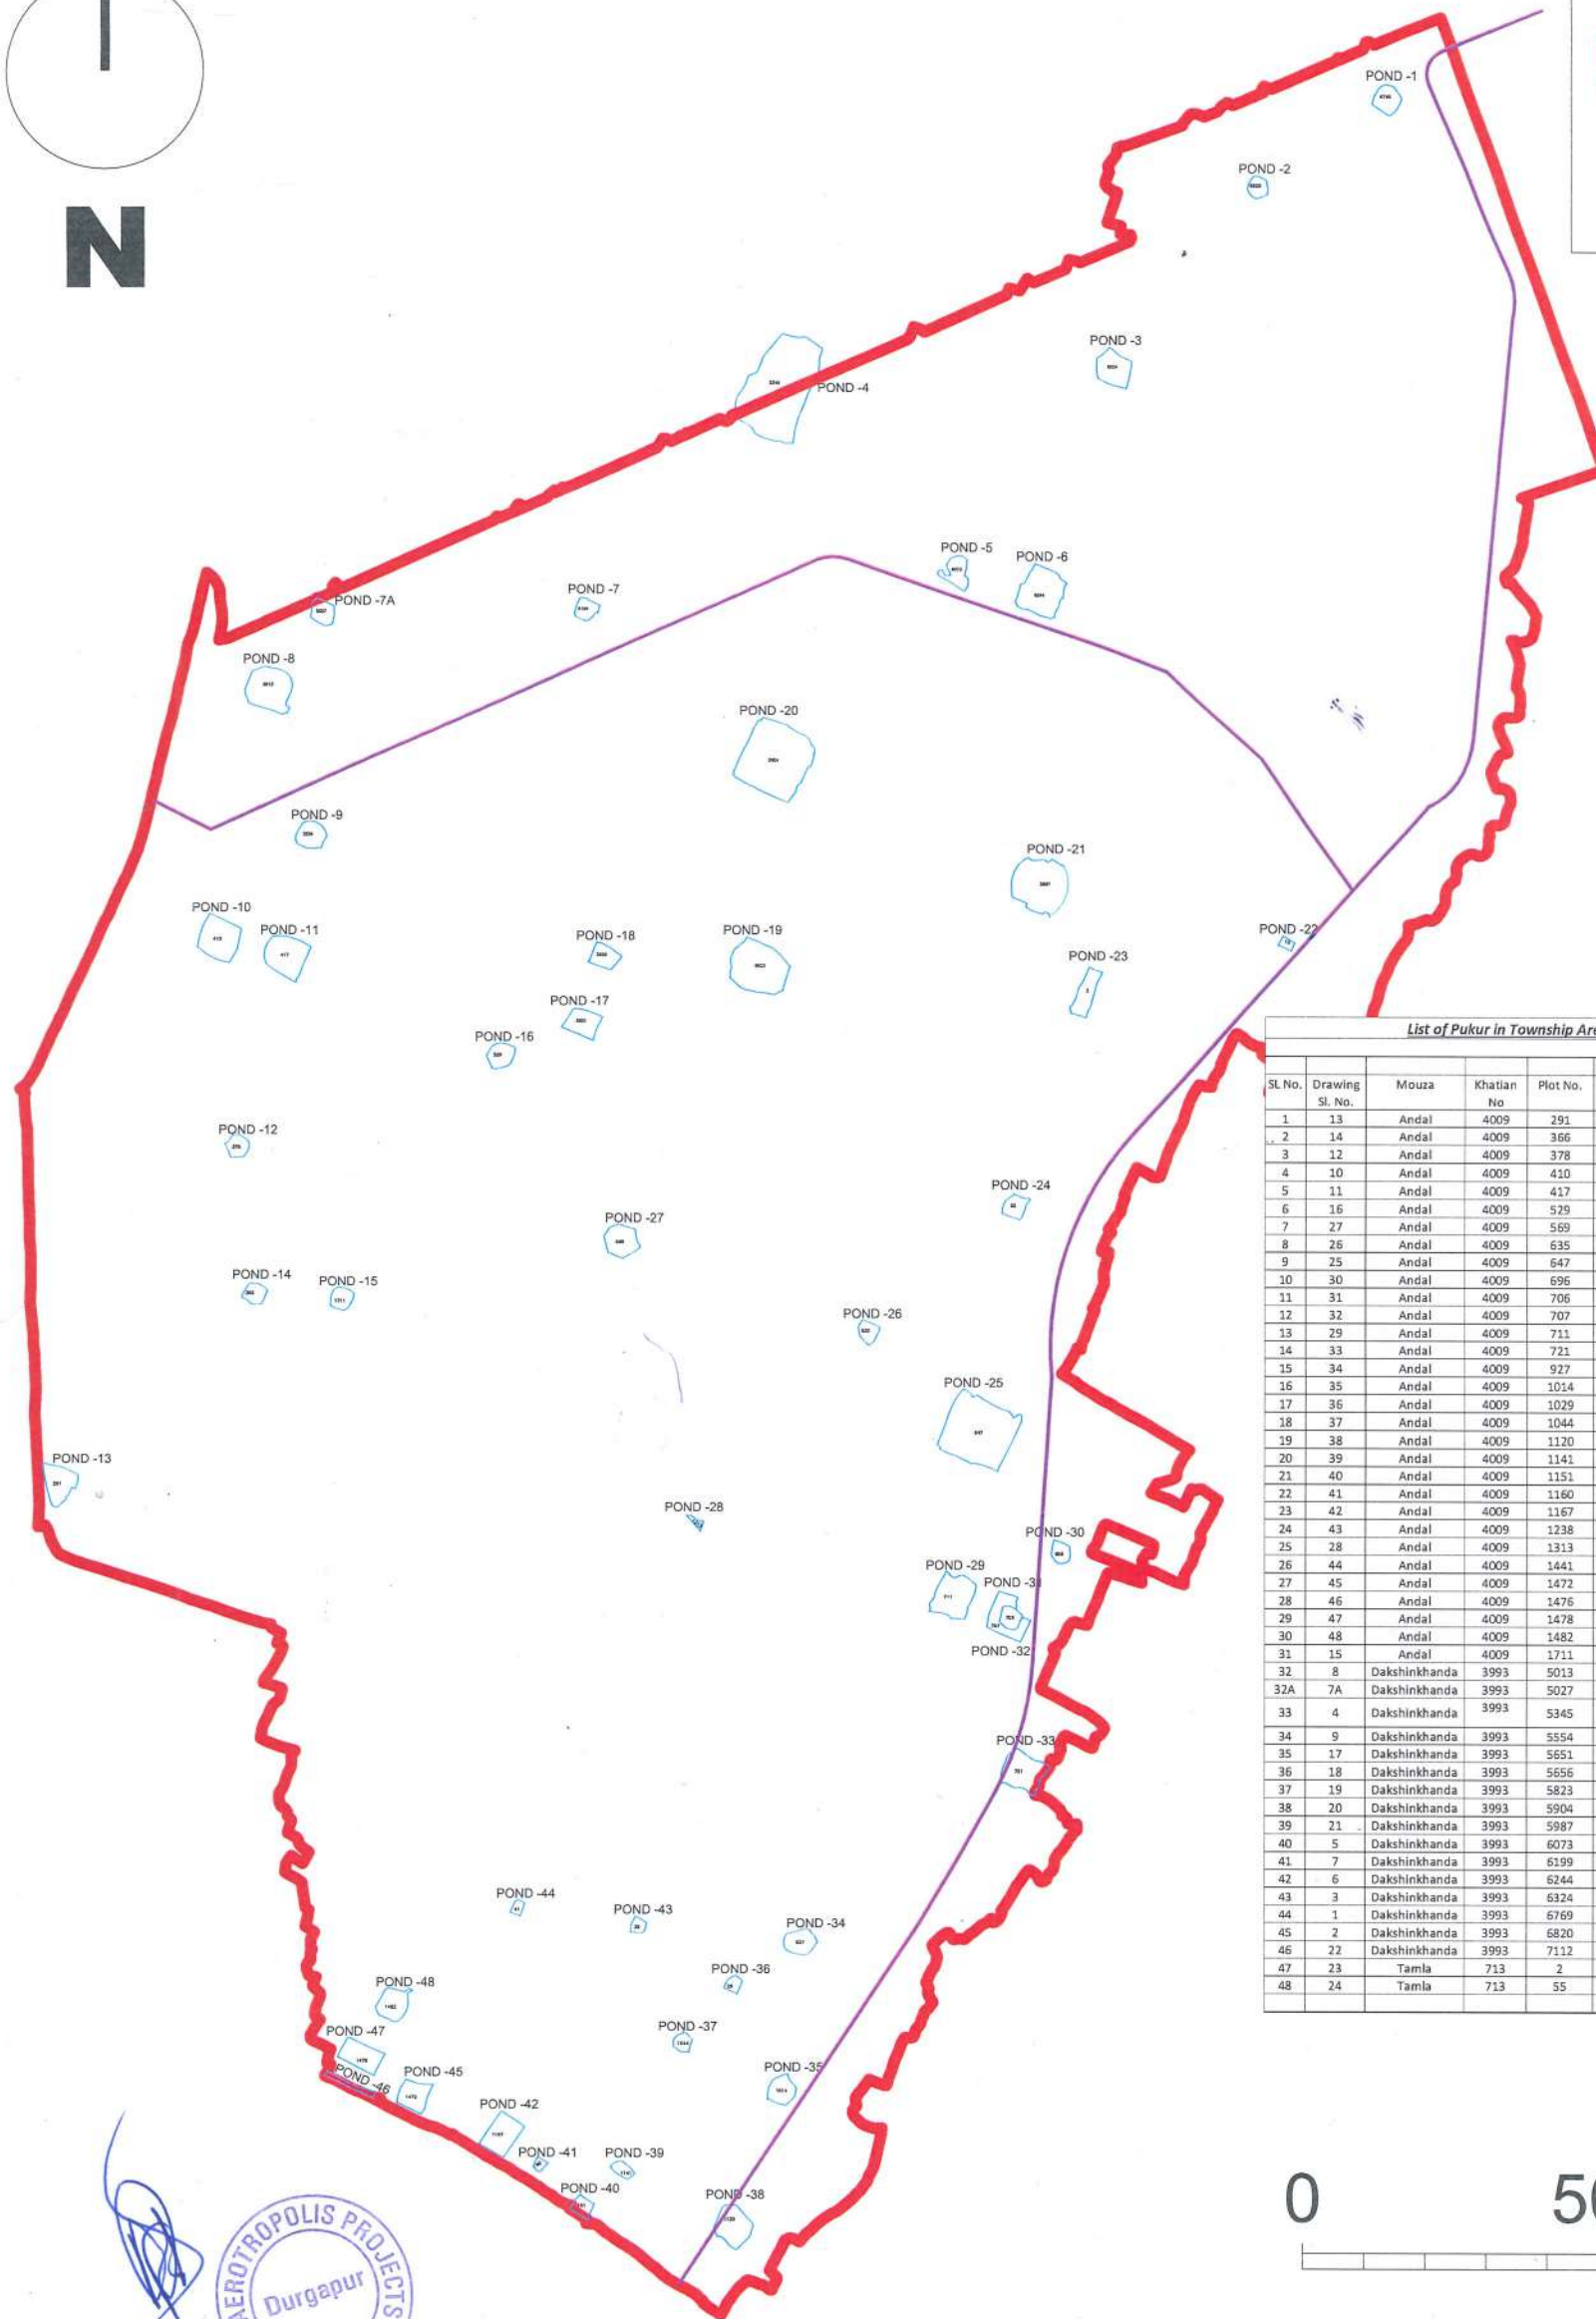 N
POND -1
POND -2
POND -3
POND -4
POND -5
POND -6
POND -7
POND -7A
POND -8
POND -20
POND -9
POND -21
POND -10
POND -11
POND -18
POND -19
POND -22
POND -23
POND -17
POND -16
POND -12
POND -24
POND -27
POND -14
POND -15
POND -26
POND -25
POND -13
POND -28
POND -30
POND -29
POND -31
POND -32
POND -33
POND -44
POND -43
POND -34
POND -36
POND -48
POND -37
POND -47
POND -46
POND -45
POND -35
POND -42
POND -41
POND -39
POND -40
POND -38
List of Pukur in Township Are
SL No. Drawing Sl. No. Mouza Khatian No Plot No.
1 13 Andal 4009 291
2 14 Andal 4009 366
3 12 Andal 4009 378
4 10 Andal 4009 410
5 11 Andal 4009 417
6 16 Andal 4009 529
7 27 Andal 4009 569
8 26 Andal 4009 635
9 25 Andal 4009 647
10 30 Andal 4009 696
11 31 Andal 4009 706
12 32 Andal 4009 707
13 29 Andal 4009 711
14 33 Andal 4009 721
15 34 Andal 4009 927
16 35 Andal 4009 1014
17 36 Andal 4009 1029
18 37 Andal 4009 1044
19 38 Andal 4009 1120
20 39 Andal 4009 1141
21 40 Andal 4009 1151
22 41 Andal 4009 1160
23 42 Andal 4009 1167
24 43 Andal 4009 1238
25 28 Andal 4009 1313
26 44 Andal 4009 1441
27 45 Andal 4009 1472
28 46 Andal 4009 1476
29 47 Andal 4009 1478
30 48 Andal 4009 1482
31 15 Andal 4009 1711
32 8 Dakshinkhanda 3993 5013
32A 7A Dakshinkhanda 3993 5027
33 4 Dakshinkhanda 3993 5345
34 9 Dakshinkhanda 3993 5554
35 17 Dakshinkhanda 3993 5651
36 18 Dakshinkhanda 3993 5656
37 19 Dakshinkhanda 3993 5823
38 20 Dakshinkhanda 3993 5904
39 21 Dakshinkhanda 3993 5987
40 5 Dakshinkhanda 3993 6073
41 7 Dakshinkhanda 3993 6199
42 6 Dakshinkhanda 3993 6244
43 3 Dakshinkhanda 3993 6324
44 1 Dakshinkhanda 3993 6769
45 2 Dakshinkhanda 3993 6820
46 22 Dakshinkhanda 3993 7112
47 23 Tamla 713 2
48 24 Tamla 713 55
0 50
AEROTROPOLIS PROJECTS
Durgapur